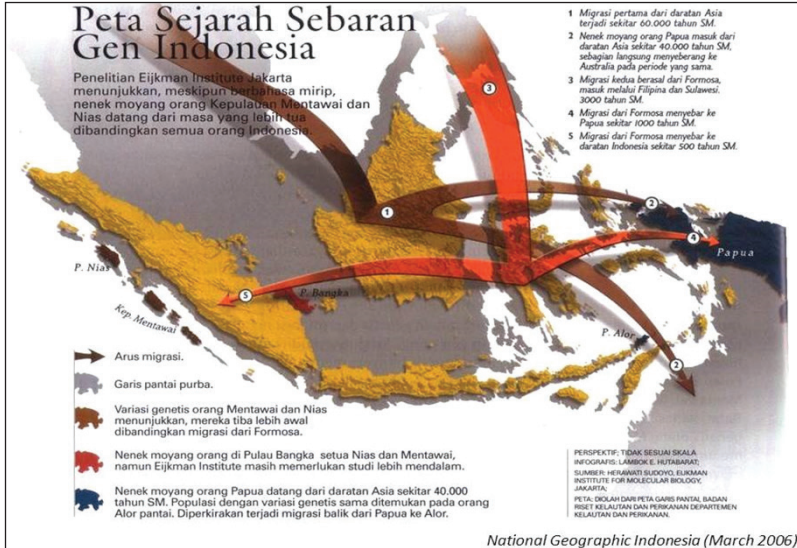 Peta Sejarah Sebaran
Gen Indonesia
Penelitian Eijkman Institute Jakarta
menunjukkan, meskipun berbahasa mirip,
nenek moyang orang Kepulauan Mentawai dan
Nias datang dari masa yang lebih tua
dibandingkan semua orang Indonesia.
1 Migrasi pertama dari daratan Asia
terjadi sekitar 60.000 tahun SM.
2 Nenek moyang orang Papua masuk dari
daratan Asia sekitar 40.000 tahun SM,
sebagian langsung menyeberang ke
Australia pada periode yang sama.
3 Migrasi kedua berasal dari Formosa,
masuk melalui Filipina dan Sulawesi.
3000 tahun SM.
4 Migrasi dari Formosa menyebar ke
Papua sekitar 1000 tahun SM.
5 Migrasi dari Formosa menyebar ke
daratan Indonesia sekitar 500 tahun SM.
3
1
2
4
Papua
P. Nias
5
P. Bangka
Kep. Mentawai
P. Alor
2
Arus migrasi.
Garis pantai purba.
Variasi genetis orang Mentawai dan Nias
menunjukkan, mereka tiba lebih awal
dibandingkan migrasi dari Formosa.
Nenek moyang orang di Pulau Bangka setua Nias dan Mentawai,
namun Eijkman Institute masih memerlukan studi lebih mendalam.
Nenek moyang orang Papua datang dari daratan Asia sekitar 40.000
tahun SM. Populasi dengan variasi genetis sama ditemukan pada orang
Alor pantai. Diperkirakan terjadi migrasi balik dari Papua ke Alor.
PERSPEKTIF: TIDAK SESUAI SKALA
INFOGRAFIS: LAMBOK E. HUTABARAT;
SUMBER: HERAWATI SUDOYO, EIJKMAN
INSTITUTE FOR MOLECULAR BIOLOGY,
JAKARTA;
PETA: DIOLAH DARI PETA GARIS PANTAI, BADAN
RISET KELAUTAN DAN PERIKANAN DEPARTEMEN
KELAUTAN DAN PERIKANAN.
National Geographic Indonesia (March 2006)